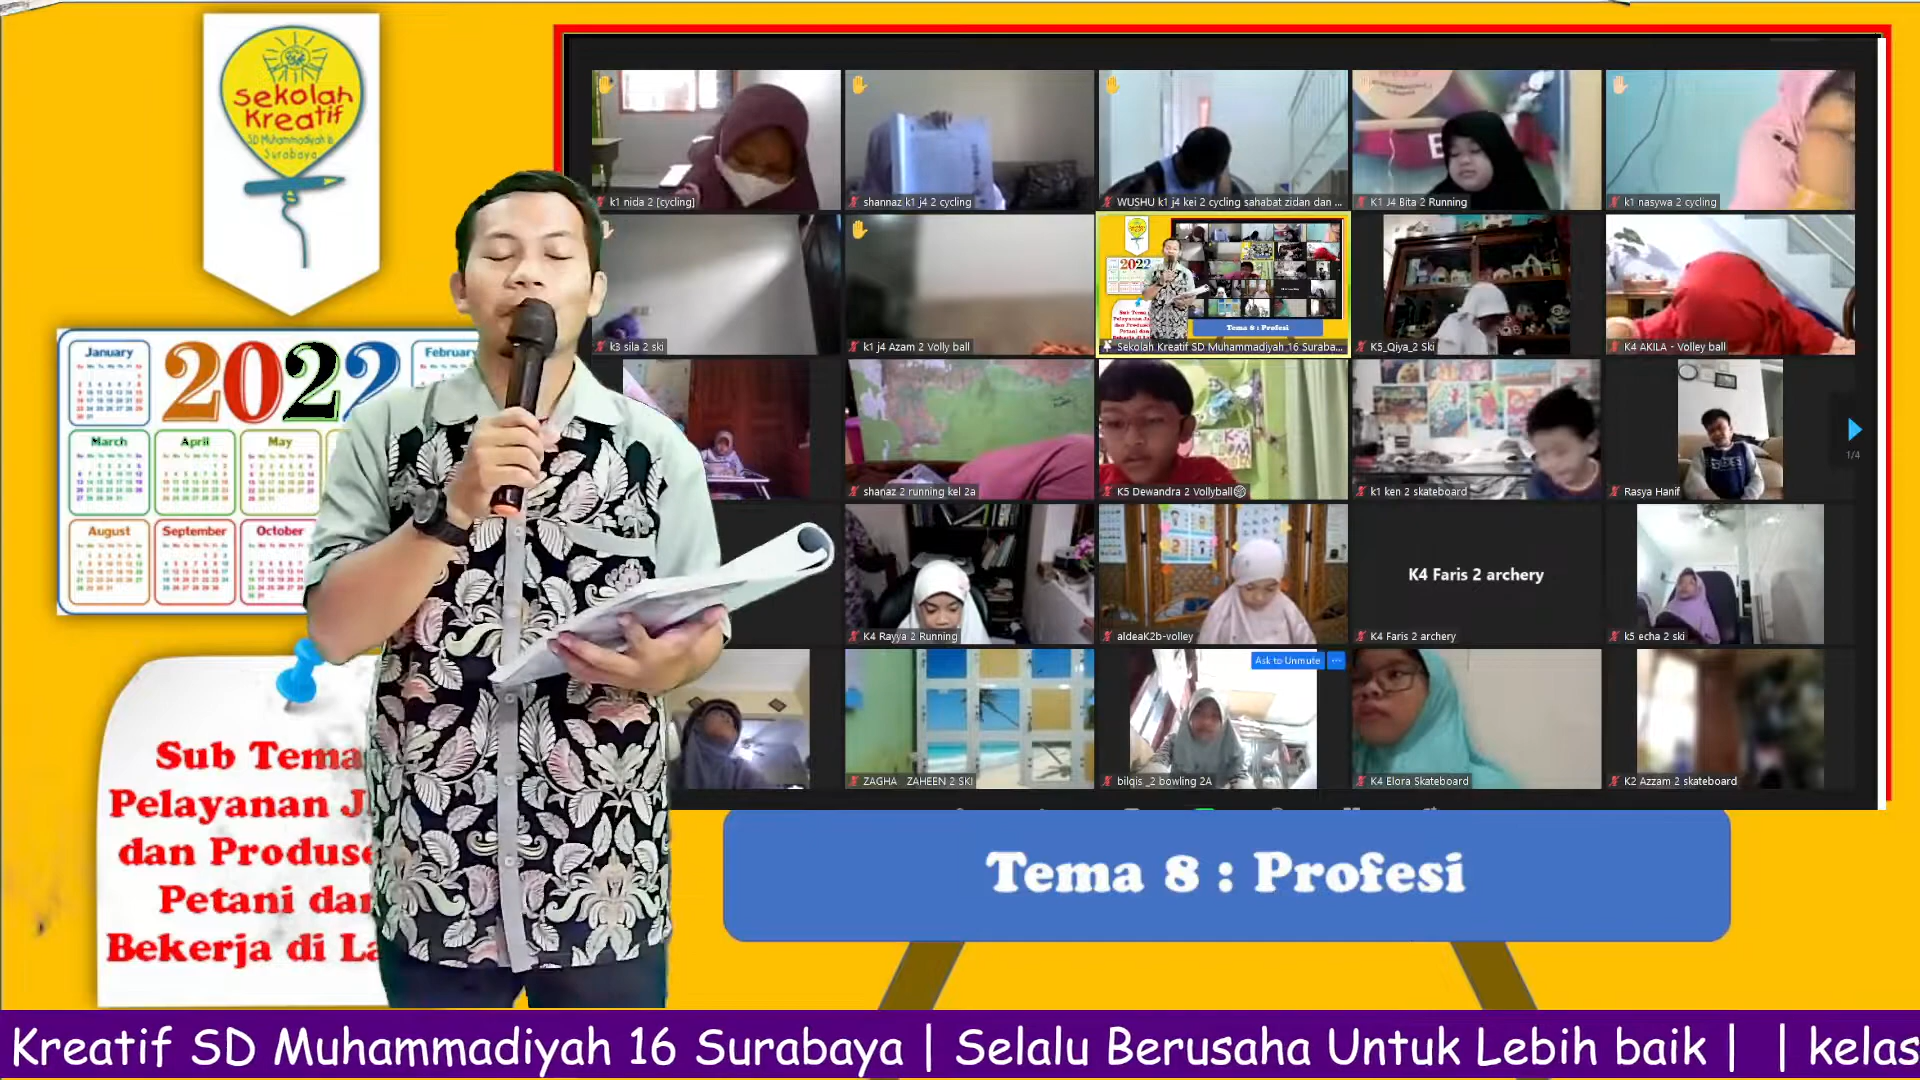 Sekolah
Kreatif
SD Muhammadiyah 16
Surabaya
January
2022
February
March
April
May
August
September
October
Sub Tema
Pelayanan J
dan Produse
Petani dan
Bekerja di La
k1 nida 2 [cycling]
shannaz k1 j4 2 cycling
WUSHU k1 j4 kei 2 cycling sahabat zidan dan ...
K1 J4 Bita 2 Running
k1 nasywa 2 cycling
k3 sila 2 ski
k1 j4 Azam 2 Volly ball
Tema 8 : Profesi
Sekolah Kreatif SD Muhammadiyah 16 Suraba...
K5_Qiya_2 Ski
K4 AKILA - Volley ball
shanaz 2 running kel 2a
K5 Dewandra 2 Vollyball
k1 ken 2 skateboard
Rasya Hanif
1/4
K4 Rayya 2 Running
aldeaK2b-volley
K4 Faris 2 archery
K4 Faris 2 archery
k5 echa 2 ski
Ask to Unmute
ZAGHA ZAHEEN 2 SKI
bilqis _2 bowling 2A
K4 Elora Skateboard
K2 Azzam 2 skateboard
Tema 8 : Profesi
Kreatif SD Muhammadiyah 16 Surabaya | Selalu Berusaha Untuk Lebih baik | | kelas